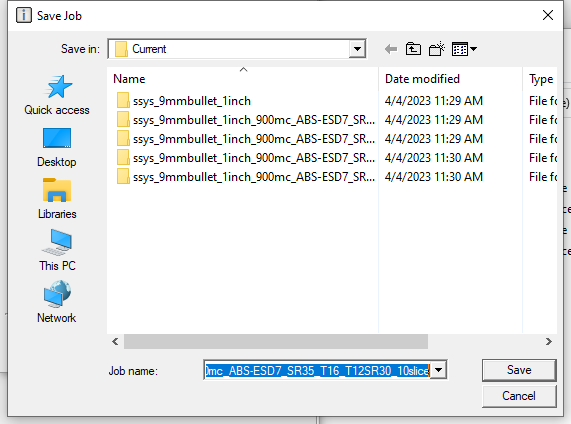 Save Job
Save in: Current
Name Date modified Type
ssys_9mmbullet_1inch 4/4/2023 11:29 AM File fo
ssys_9mmbullet_1inch_900mc_ABS-ESD7_SR... 4/4/2023 11:29 AM File fo
ssys_9mmbullet_1inch_900mc_ABS-ESD7_SR... 4/4/2023 11:29 AM File fo
ssys_9mmbullet_1inch_900mc_ABS-ESD7_SR... 4/4/2023 11:30 AM File fo
ssys_9mmbullet_1inch_900mc_ABS-ESD7_SR... 4/4/2023 11:30 AM File fo
Quick access
Desktop
Libraries
This PC
Network
Job name: 0mc_ABS-ESD7_SR35_T16_T12SR30_10slice
Save
Cancel